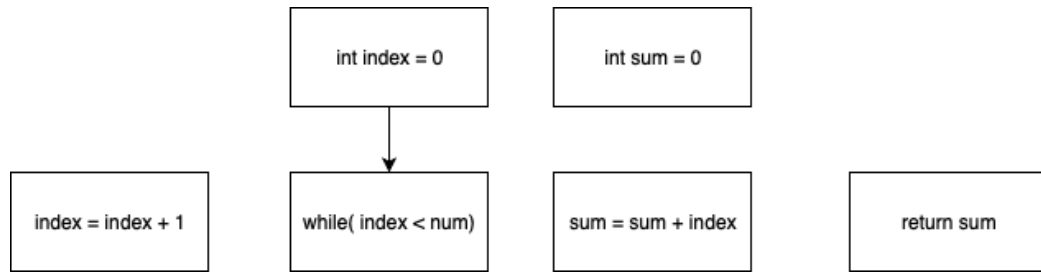 int index = 0
int sum = 0
index = index + 1
while( index < num)
sum = sum + index
return sum